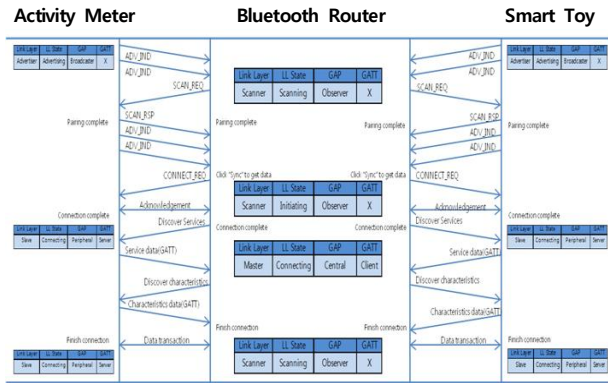 Activity Meter Bluetooth Router Smart Toy
Link Layer LL State GAP GATT
Advertiser Advertising Broadcaster X
ADV_IND
ADV_IND
SCAN_REQ
SCAN_RSP
Pairing complete
ADV_IND
ADV_IND
CONNECT_REQ
Acknowledgement
Connection complete
Discover Services
Link Layer LL State GAP GATT
Slave Connecting Peripheral Server
Service data(GATT)
Discover characteristics
Characteristics data(GATT)
Finish connection
Data transaction
Link Layer LL State GAP GATT
Slave Connecting Peripheral Server
Link Layer LL State GAP GATT
Scanner Scanning Observer X
Pairing complete
Pairing complete
Click "Sync" to get data
Click "Sync" to get data
Link Layer LL State GAP GATT
Scanner Initiating Observer X
Connection complete
Connection complete
Link Layer LL State GAP GATT
Master Connecting Central Client
Finish connection
Finish connection
Link Layer LL State GAP GATT
Scanner Scanning Observer X
ADV_IND
ADV_IND
SCAN_REQ
SCAN_RSP
ADV_IND
ADV_IND
CONNECT_REQ
Acknowledgement
Discover Services
Service data(GATT)
Discover characteristics
Characteristics data(GATT)
Data transaction
Link Layer LL State GAP GATT
Advertiser Advertising Broadcaster X
Pairing complete
Connection complete
Link Layer LL State GAP GATT
Slave Connecting Peripheral Server
Finish connection
Link Layer LL State GAP GATT
Slave Connecting Peripheral Server